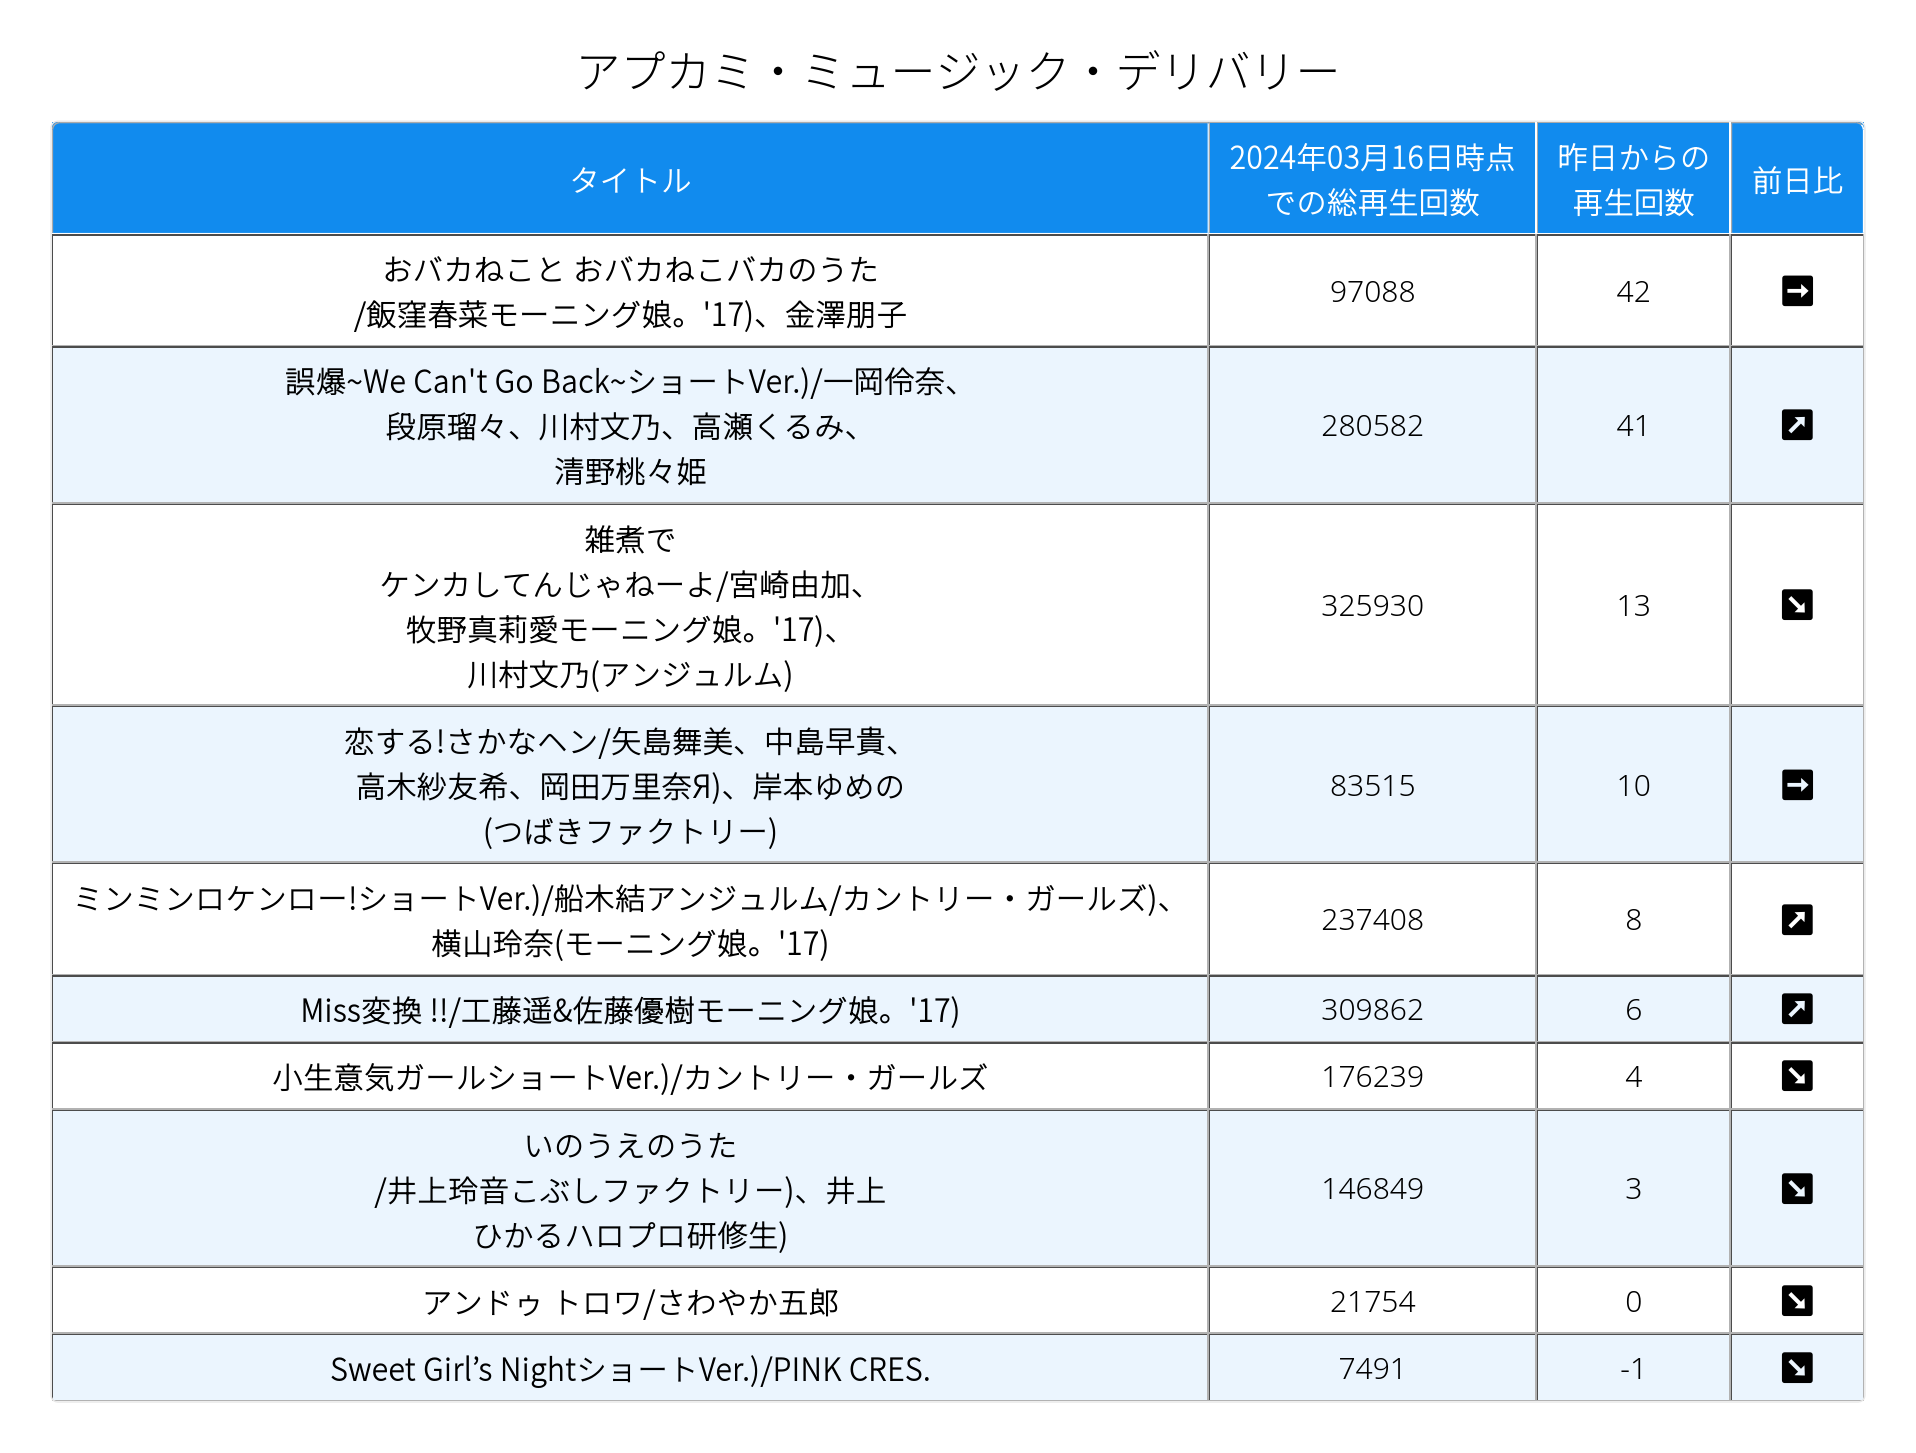 アプカミ・ミュージック・デリバリー
タイトル
2024年03月16日時点
での総再生回数
昨日からの
再生回数
前日比
おバカねこと おバカねこバカのうた
/飯窪春菜モーニング娘。'17)、金澤朋子
97088
42
誤爆~We Can't Go Back~ショートVer.)/一岡伶奈、
段原瑠々、川村文乃、高瀬くるみ、
清野桃々姫
280582
41
雑煮で
ケンカしてんじゃねーよ/宮崎由加、
牧野真莉愛モーニング娘。'17)、
川村文乃(アンジュルム)
325930
13
恋する!さかなヘン/矢島舞美、中島早貴、
高木紗友希、岡田万里奈Я)、岸本ゆめの
(つばきファクトリー)
83515
10
ミンミンロケンロー!ショートVer.)/船木結アンジュルム/カントリー・ガールズ)、
横山玲奈(モーニング娘。'17)
237408
8
Miss変換 !!/工藤遥&佐藤優樹モーニング娘。'17)
309862
6
小生意気ガールショートVer.)/カントリー・ガールズ
176239
4
いのうえのうた
/井上玲音こぶしファクトリー)、井上
ひかるハロプロ研修生)
146849
3
アンドゥ トロワ/さわやか五郎
21754
0
Sweet Girl’s NightショートVer.)/PINK CRES.
7491
-1